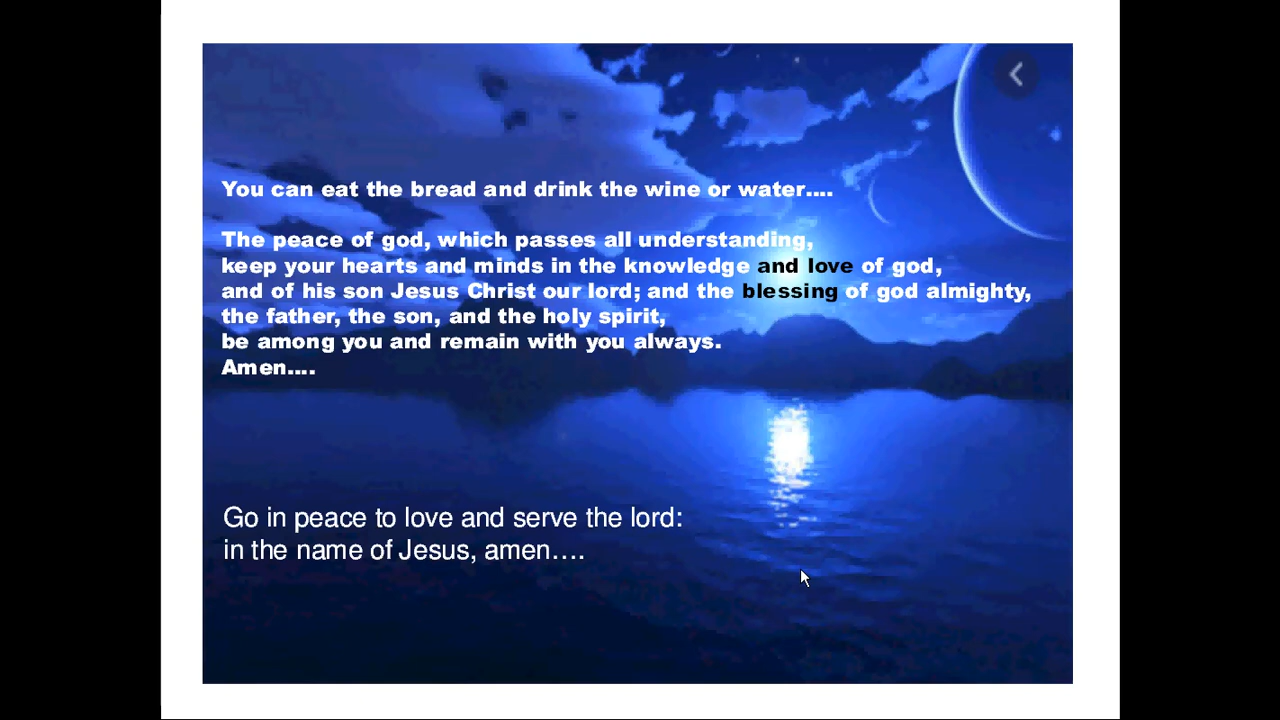 You can eat the bread and drink the wine or water....
The peace of god, which passes all understanding,
keep your hearts and minds in the knowledge and love of god,
and of his son Jesus Christ our lord; and the blessing of god almighty,
the father, the son, and the holy spirit,
be among you and remain with you always.
Amen....
Go in peace to love and serve the lord:
in the name of Jesus, amen....